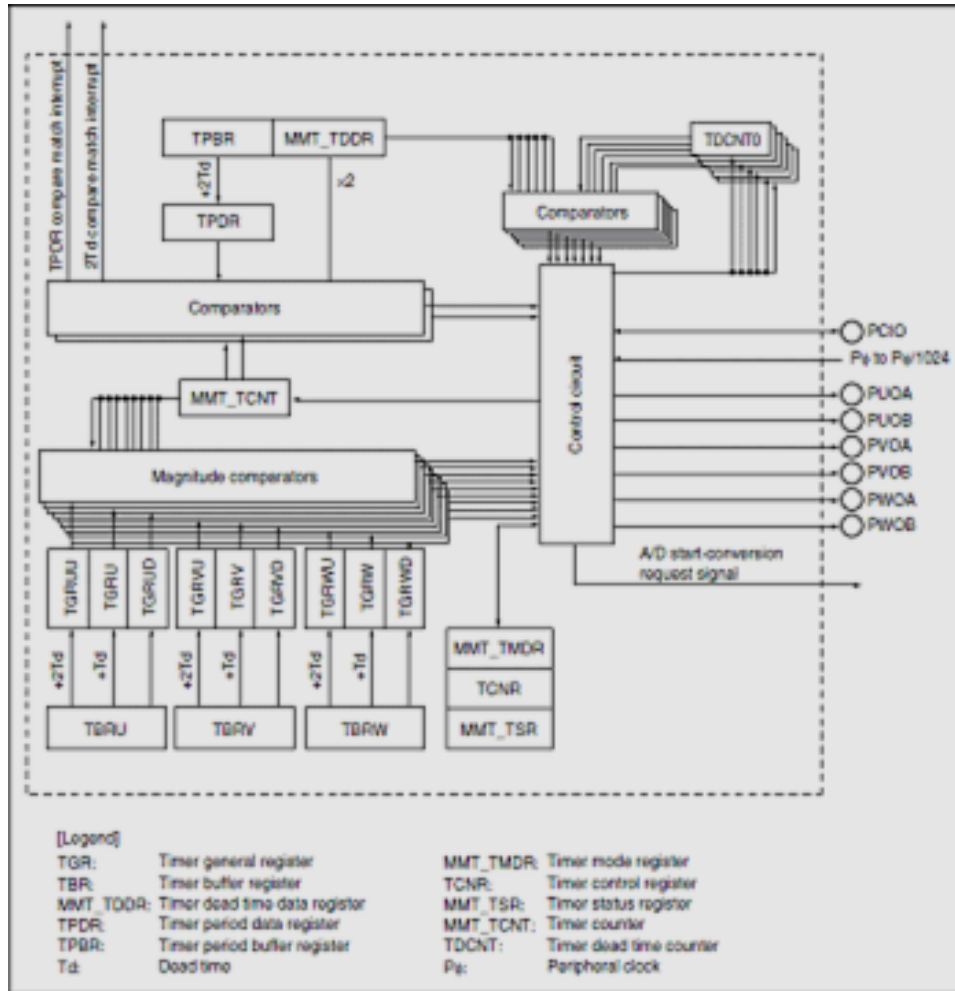 TPDR compare match interrupt
2Td compare match interrupt
TPBR
MMT_TDDR
TDCNT0
+2Td
x2
TPDR
Comparators
Comparators
MMT_TCNT
Control circuit
PCIO
Pφ to Pφ/1024
PUOA
PUOB
PVOA
PVOB
PWOA
PWOB
Magnitude comparators
A/D start-conversion
request signal
TGRUU
TGRU
TGRUD
TGRVU
TGRV
TGRVD
TGRWU
TGRW
TGRWD
+2Td
+Td
+2Td
+Td
+2Td
+Td
TBRU
TBRV
TBRW
MMT_TMDR
TCNR
MMT_TSR
[Legend]
TGR: Timer general register
TBR: Timer buffer register
MMT_TDDR: Timer dead time data register
TPDR: Timer period data register
TPBR: Timer period buffer register
Td: Dead time
MMT_TMDR: Timer mode register
TCNR: Timer control register
MMT_TSR: Timer status register
MMT_TCNT: Timer counter
TDCNT: Timer dead time counter
Pφ: Peripheral clock